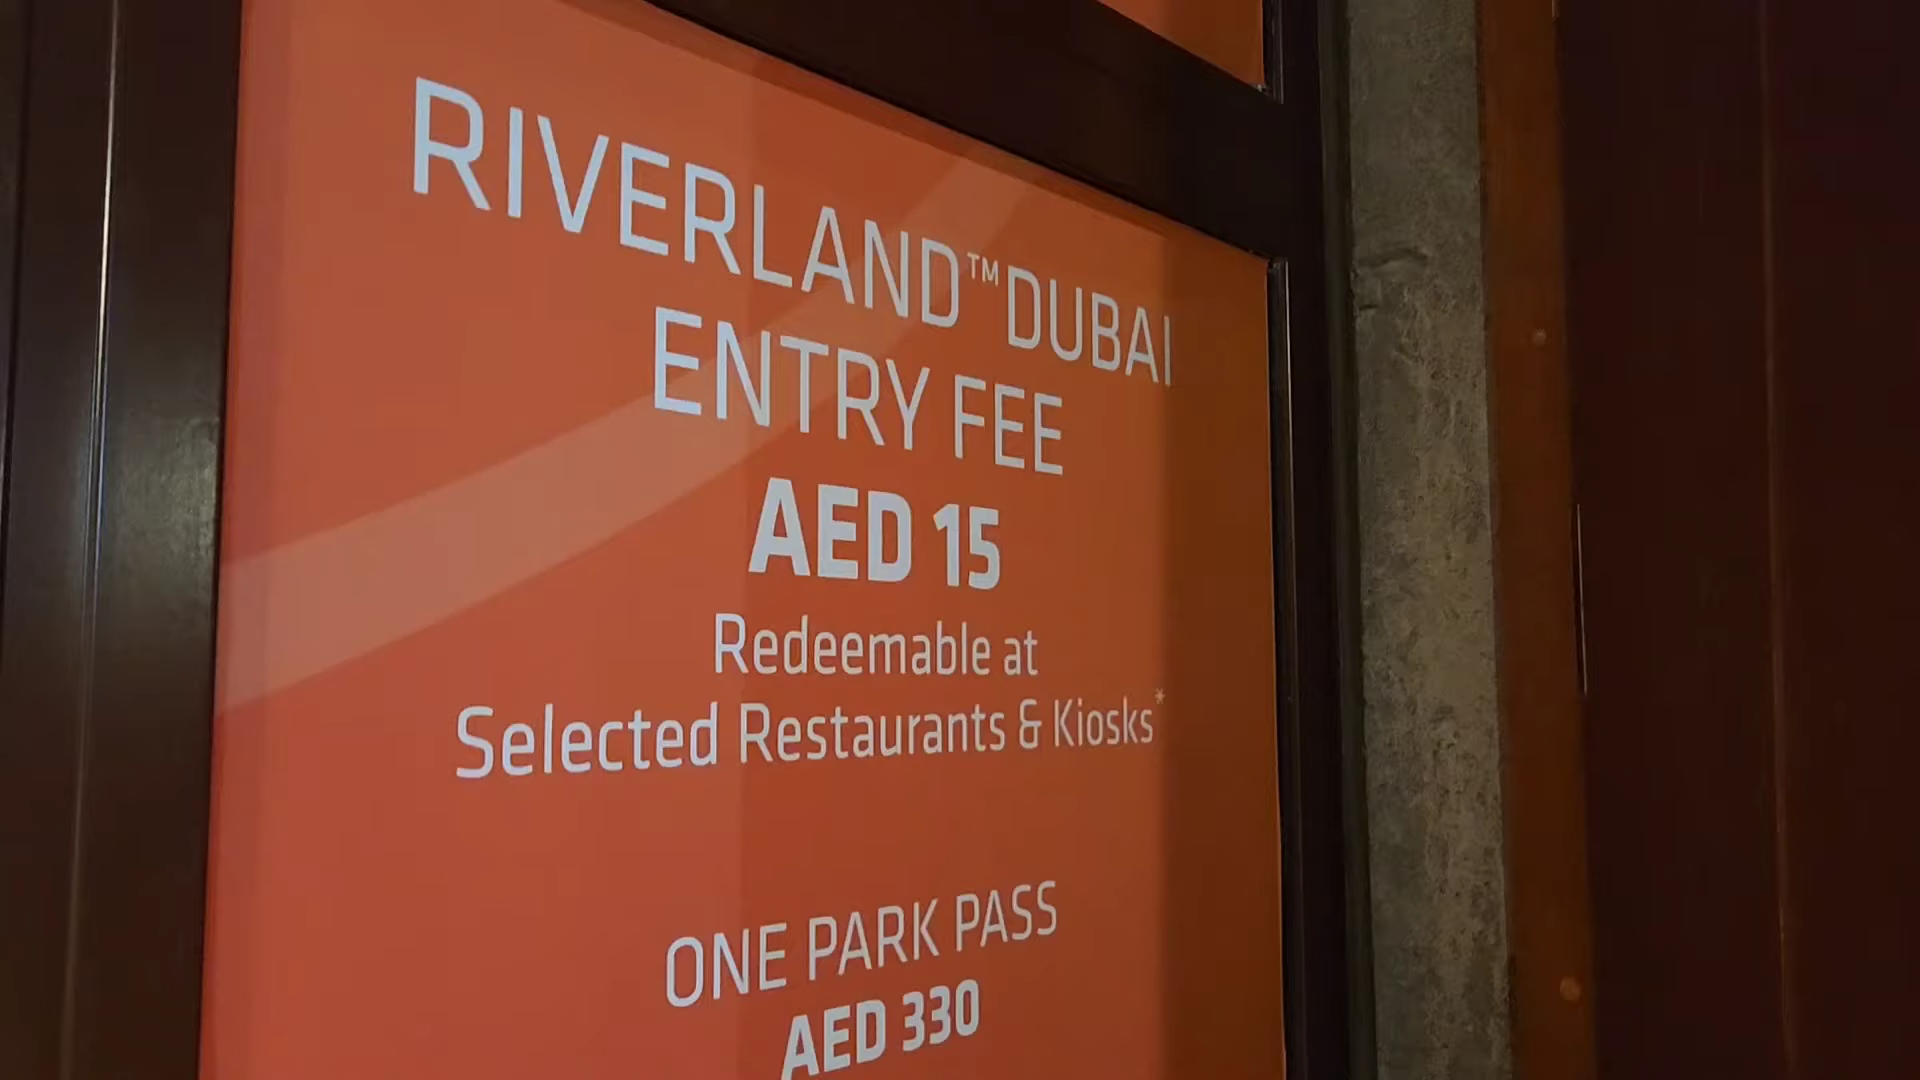 RIVERLAND™ DUBAI
ENTRY FEE
AED 15
Redeemable at
Selected Restaurants & Kiosks*
ONE PARK PASS
AED 330